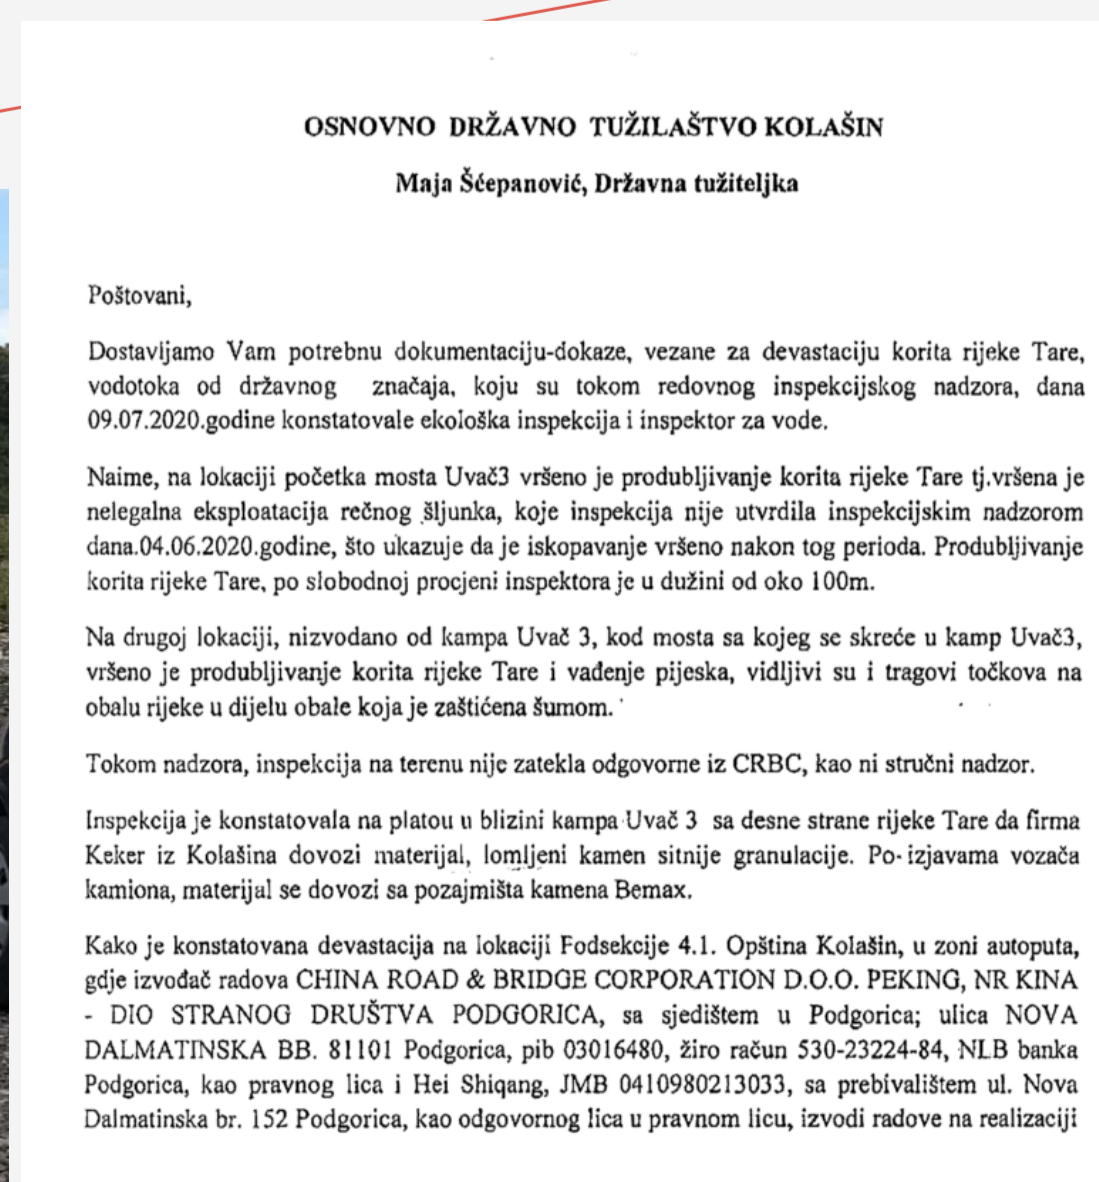 OSNOVNO DRŽAVNO TUŽILAŠTVO KOLAŠIN
Maja Šćepanović, Državna tužiteljka
Poštovani,
Dostavljamo Vam potrebnu dokumentaciju-dokaze, vezane za devastaciju korita rijeke Tare,
vodotoka od državnog značaja, koju su tokom redovnog inspekcijskog nadzora, dana
09.07.2020.godine konstatovale ekološka inspekcija i inspektor za vode.
Naime, na lokaciji početka mosta Uvač3 vršeno je produbljivanje korita rijeke Tare tj.vršena je
nelegalna eksploatacija rečnog šljunka, koje inspekcija nije utvrdila inspekcijskim nadzorom
dana.04.06.2020.godine, što ukazuje da je iskopavanje vršeno nakon tog perioda. Produbljivanje
korita rijeke Tare, po slobodnoj procjeni inspektora je u dužini od oko 100m.
Na drugoj lokaciji, nizvodano od kampa Uvač 3, kod mosta sa kojeg se skreće u kamp Uvač3,
vršeno je produbljivanje korita rijeke Tare i vađenje pijeska, vidljivi su i tragovi točkova na
obalu rijeke u dijelu obale koja je zaštićena šumom.
Tokom nadzora, inspekcija na terenu nije zatekla odgovorne iz CRBC, kao ni stručni nadzor.
Inspekcija je konstatovala na platou u blizini kampa Uvač 3 sa desne strane rijeke Tare da firma
Keker iz Kolašina dovozi materijal, lomljeni kamen sitnije granulacije. Po izjavama vozača
kamiona, materijal se dovozi sa pozajmišta kamena Bemax.
Kako je konstatovana devastacija na lokaciji Fodsekcije 4.1. Opština Kolašin, u zoni autoputa,
gdje izvođač radova CHINA ROAD & BRIDGE CORPORATION D.O.O. PEKING, NR KINA
- DIO STRANOG DRUŠTVA PODGORICA, sa sjedištem u Podgorica; ulica NOVA
DALMATINSKA BB. 81101 Podgorica, pib 03016480, žiro račun 530-23224-84, NLB banka
Podgorica, kao pravnog lica i Hei Shiqang, JMB 0410980213033, sa prebivalištem ul. Nova
Dalmatinska br. 152 Podgorica, kao odgovornog lica u pravnom licu, izvodi radove na realizaciji